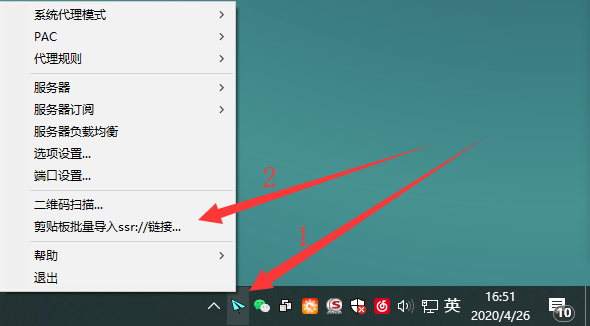 系统代理模式
PAC
代理规则
服务器
服务器订阅
服务器负载均衡
选项设置...
端口设置...
二维码扫描...
剪贴板批量导入ssr://链接...
帮助
退出
2
1
英
16:51
2020/4/26
10